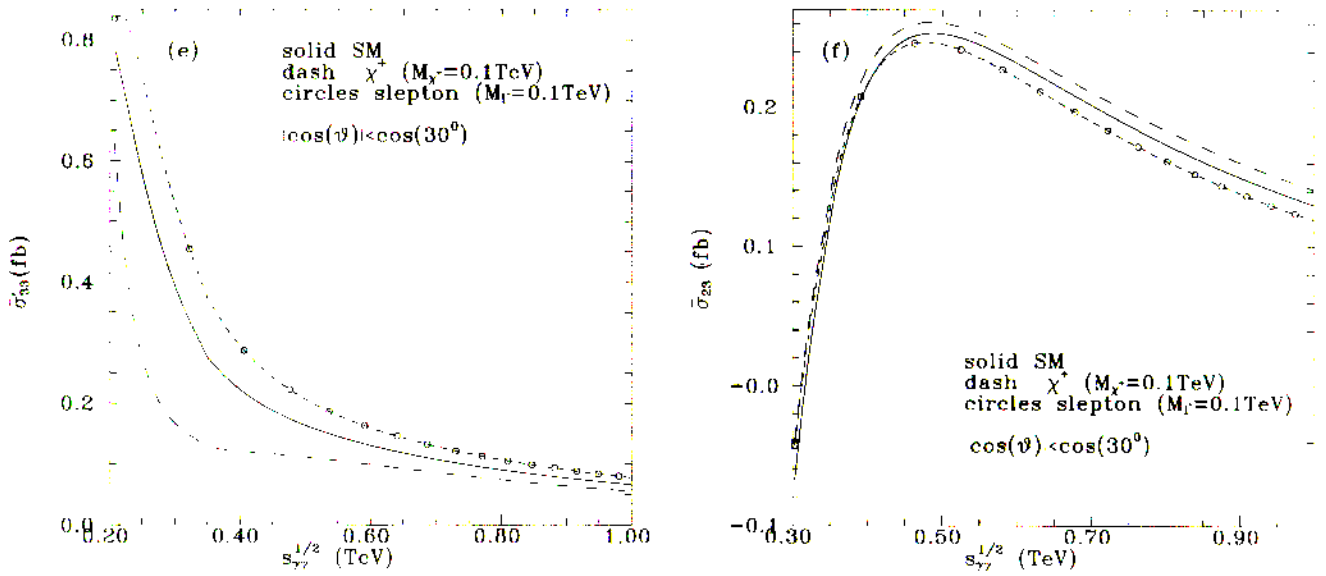 (e)
solid SM
dash χ⁺ (Mχ⁺=0.1TeV)
circles slepton (M_l⁻=0.1TeV)
|cos(ϑ)|<cos(30⁰)
0.8
0.6
0.4
0.2
0.0
σ̄₃₃(fb)
0.20 0.40 0.60 0.80 1.00
s_γγ^1/2 (TeV)
(f)
0.2
0.1
−0.0
−0.1
σ̄₂₃ (fb)
solid SM
dash χ⁺ (Mχ⁺=0.1TeV)
circles slepton (M_l⁻=0.1TeV)
cos(ϑ) <cos(30⁰)
0.30 0.50 0.70 0.90
s_γγ^1/2 (TeV)